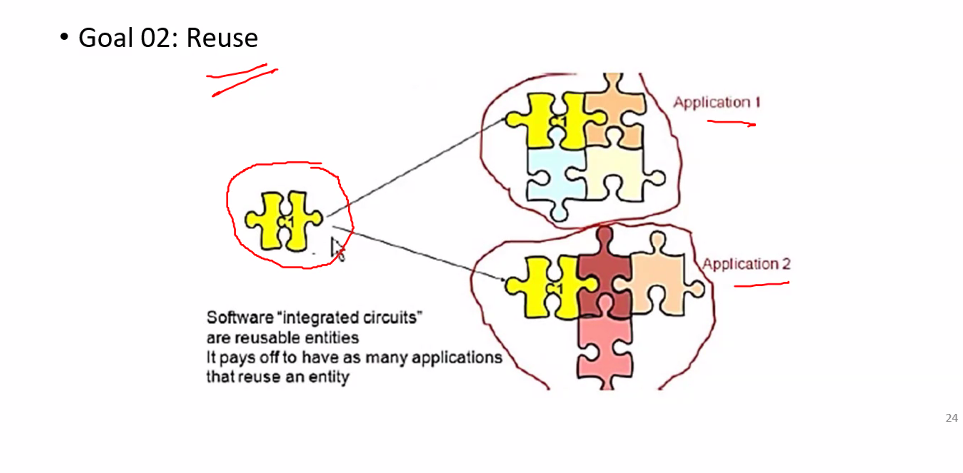 • Goal 02: Reuse
Application 1
Application 2
Software “integrated circuits”
are reusable entities
It pays off to have as many applications
that reuse an entity
24